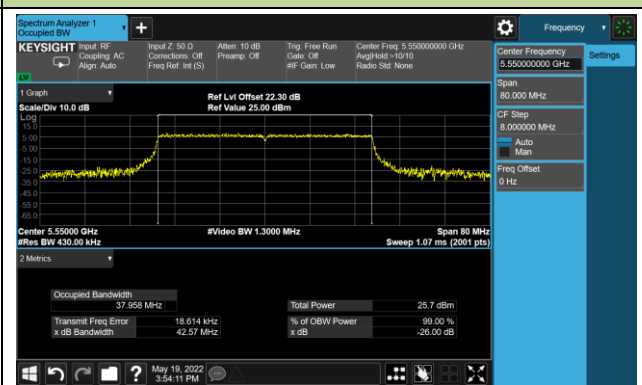 Spectrum Analyzer 1
Occupied BW
Frequency
KEYSIGHT
Input: RF
Coupling: AC
Align: Auto
Input Z: 50 Ω
Corrections: Off
Freq Ref: Int (S)
Atten: 10 dB
Preamp: Off
Trig: Free Run
Gate: Off
#IF Gain: Low
Center Freq: 5.550000000 GHz
Avg|Hold:>10/10
Radio Std: None
Center Frequency
5.550000000 GHz
Settings
Span
80.000 MHz
CF Step
8.000000 MHz
Auto
Man
Freq Offset
0 Hz
1 Graph
Scale/Div 10.0 dB
Ref Lvl Offset 22.30 dB
Ref Value 25.00 dBm
Log
15.0
5.00
-5.00
-15.0
-25.0
-35.0
-45.0
-55.0
-65.0
Center 5.55000 GHz
#Video BW 1.3000 MHz
Span 80 MHz
#Res BW 430.00 kHz
Sweep 1.07 ms (2001 pts)
2 Metrics
Occupied Bandwidth
37.958 MHz
Total Power 25.7 dBm
Transmit Freq Error 18.614 kHz
% of OBW Power 99.00 %
x dB Bandwidth 42.57 MHz
x dB -26.00 dB
May 19, 2022
3:54:11 PM